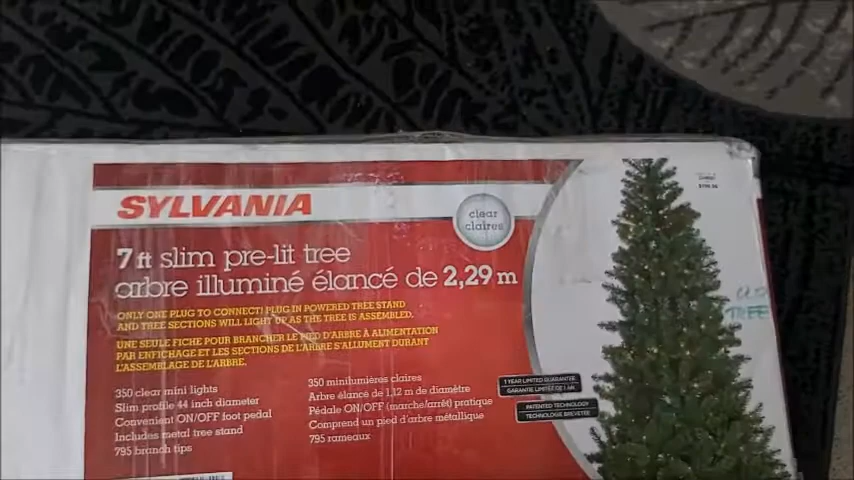 SYLVANIA
clear
claires
7 ft slim pre-lit tree
arbre illuminé élancé de 2,29 m
ONLY ONE PLUG TO CONNECT! PLUG IN POWERED TREE STAND
AND TREE SECTIONS WILL LIGHT UP AS THE TREE IS ASSEMBLED.
UNE SEULE FICHE POUR BRANCHER LE PIED D'ARBRE À ALIMENTATION
PAR ENFICHAGE ET LES SECTIONS DE L'ARBRE S'ALLUMENT DURANT
L'ASSEMBLAGE DE L'ARBRE.
350 clear mini lights
Slim profile 44 inch diameter
Convenient ON/OFF foot pedal
Includes metal tree stand
795 branch tips
350 minilumières claires
Arbre élancé de 1,12 m de diamètre
Pédale ON/OFF (marche/arrêt) pratique
Comprend un pied d'arbre métallique
795 rameaux
1 YEAR LIMITED GUARANTEE
GARANTIE LIMITÉE DE 1 AN
PATENTED TECHNOLOGY
TECHNOLOGIE BREVETÉE
TREE